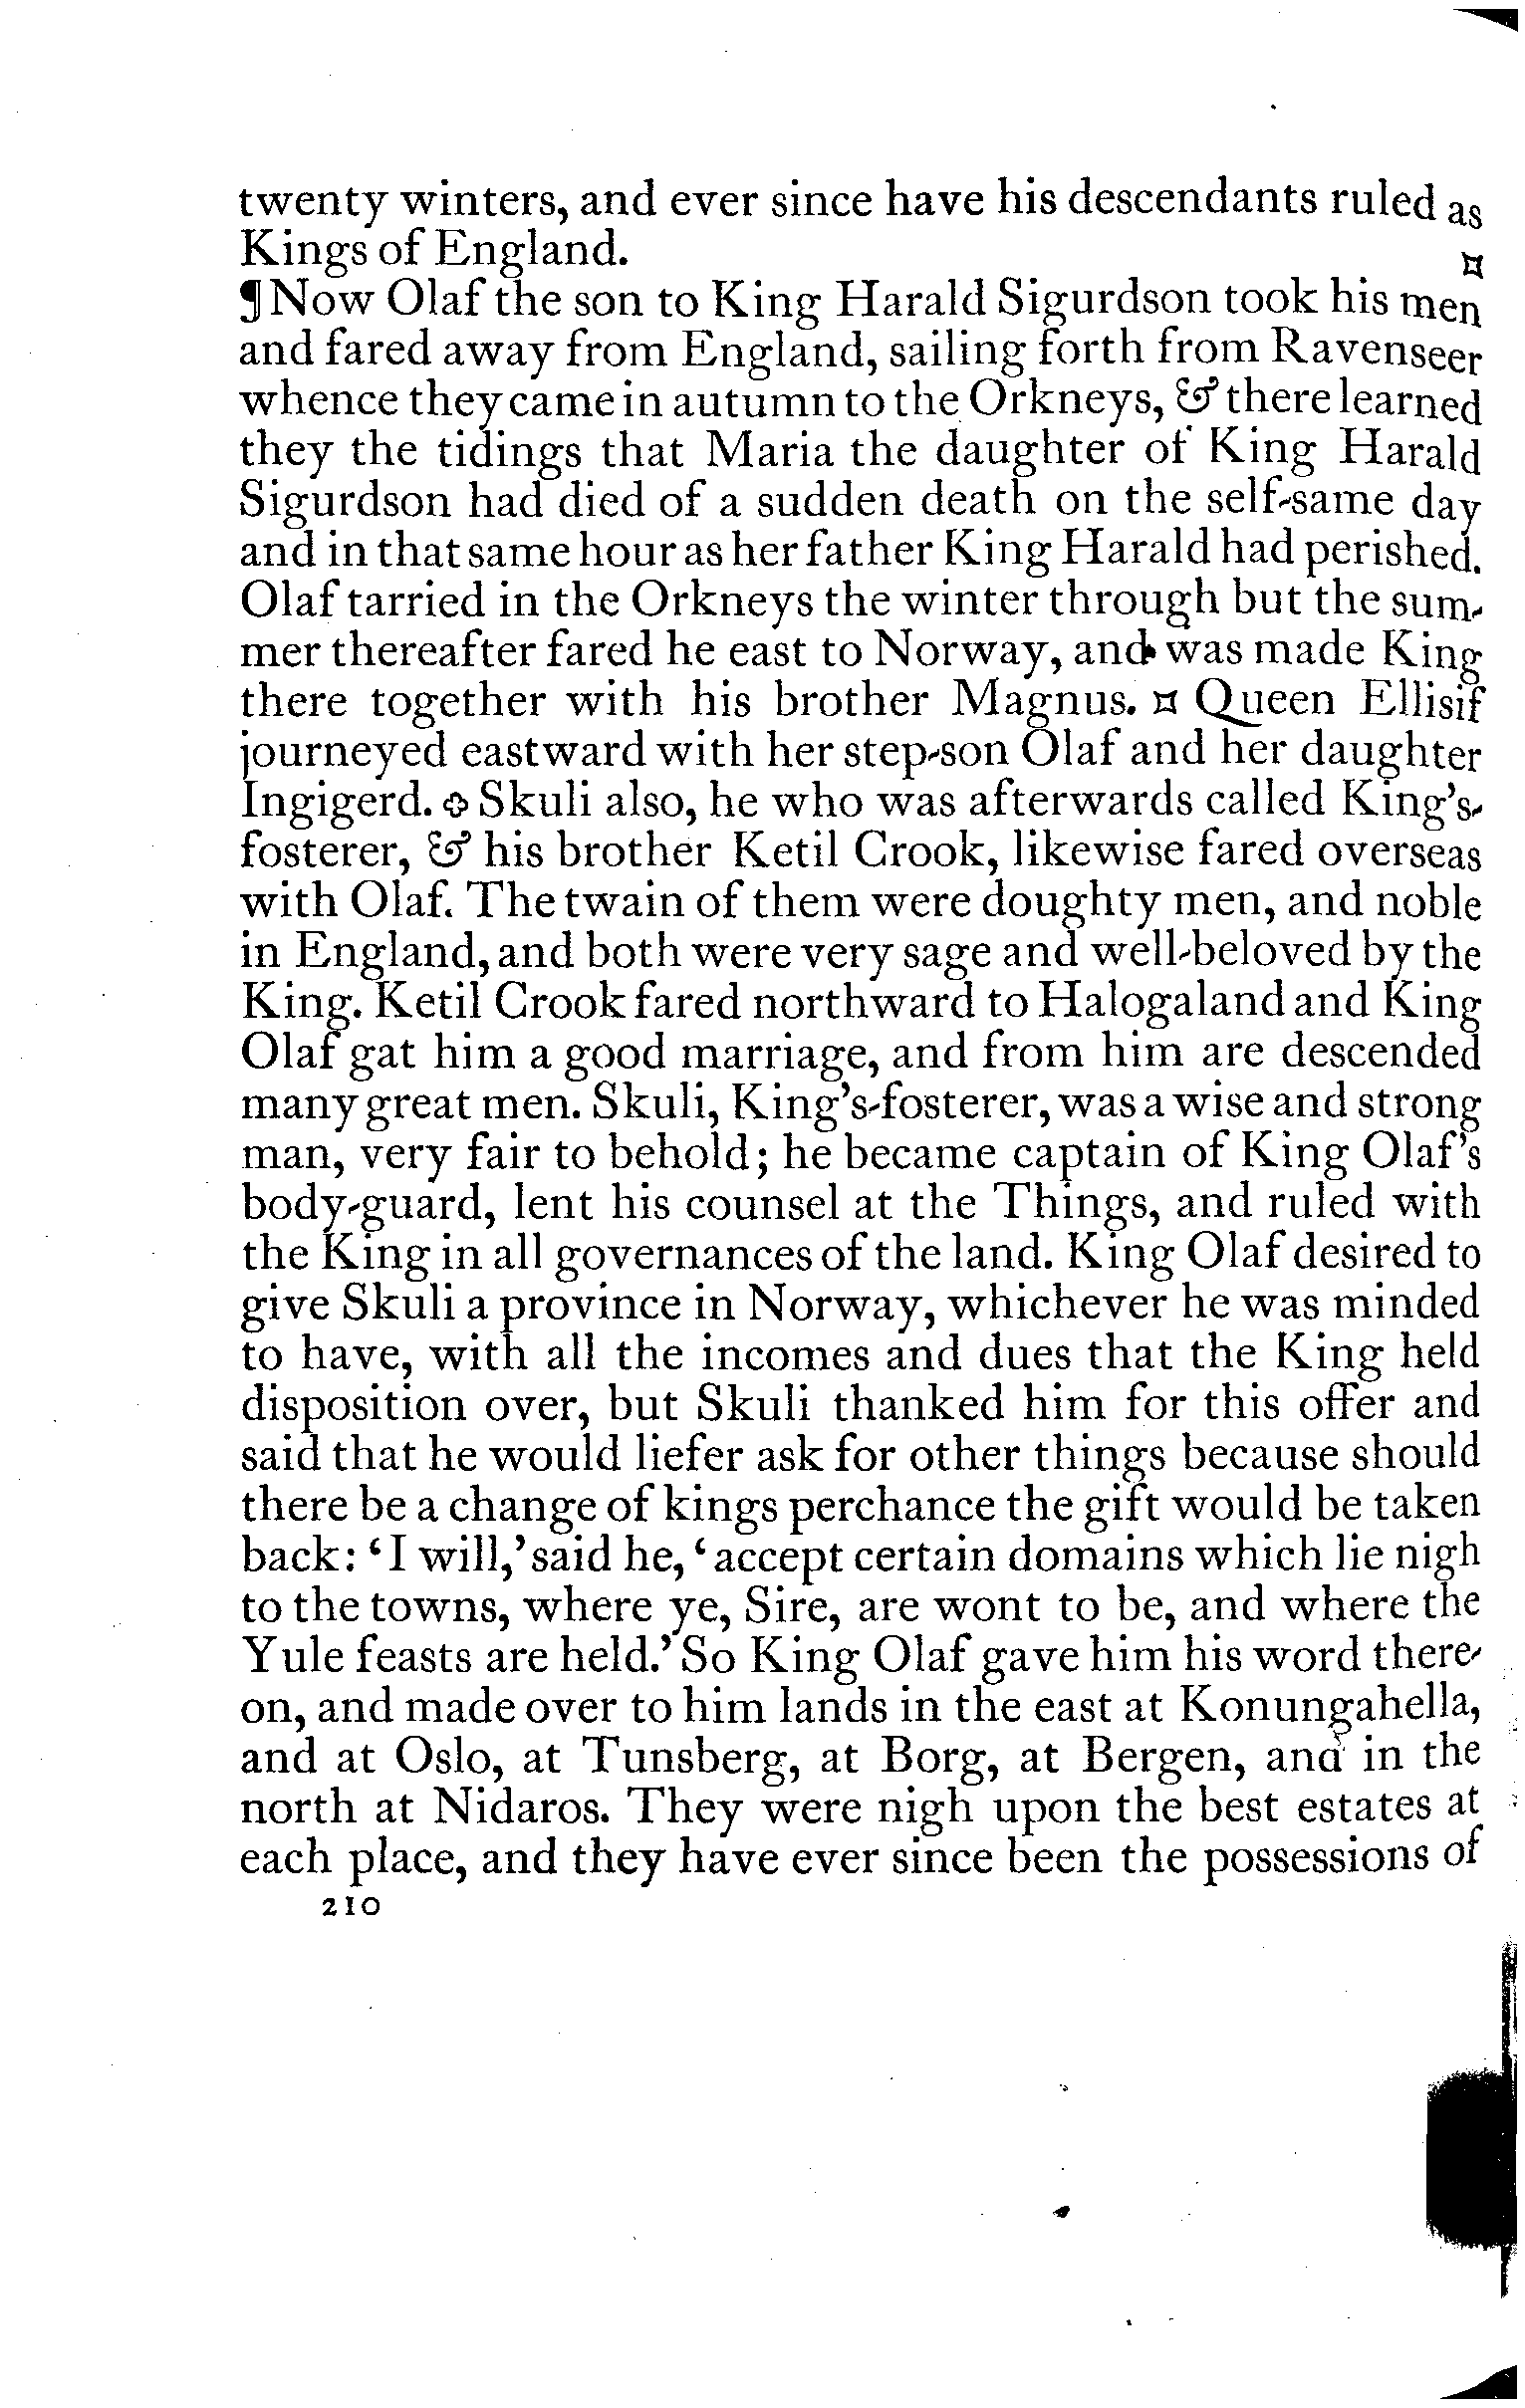 twenty winters, and ever since have his descendants ruled as
Kings of England. ¤
¶Now Olaf the son to King Harald Sigurdson took his men
and fared away from England, sailing forth from Ravenseer
whence they came in autumn to the Orkneys, & there learned
they the tidings that Maria the daughter of King Harald
Sigurdson had died of a sudden death on the self-same day
and in that same hour as her father King Harald had perished.
Olaf tarried in the Orkneys the winter through but the sum-
mer thereafter fared he east to Norway, and was made King
there together with his brother Magnus. ¤ Queen Ellisif
journeyed eastward with her step-son Olaf and her daughter
Ingigerd. Skuli also, he who was afterwards called King's-
fosterer, & his brother Ketil Crook, likewise fared overseas
with Olaf. The twain of them were doughty men, and noble
in England, and both were very sage and well-beloved by the
King. Ketil Crook fared northward to Halogaland and King
Olaf gat him a good marriage, and from him are descended
many great men. Skuli, King's-fosterer, was a wise and strong
man, very fair to behold; he became captain of King Olaf's
body-guard, lent his counsel at the Things, and ruled with
the King in all governances of the land. King Olaf desired to
give Skuli a province in Norway, whichever he was minded
to have, with all the incomes and dues that the King held
disposition over, but Skuli thanked him for this offer and
said that he would liefer ask for other things because should
there be a change of kings perchance the gift would be taken
back: ‘I will,’ said he, ‘accept certain domains which lie nigh
to the towns, where ye, Sire, are wont to be, and where the
Yule feasts are held.’ So King Olaf gave him his word there-
on, and made over to him lands in the east at Konungahella,
and at Oslo, at Tunsberg, at Borg, at Bergen, and in the
north at Nidaros. They were nigh upon the best estates at
each place, and they have ever since been the possessions of
210